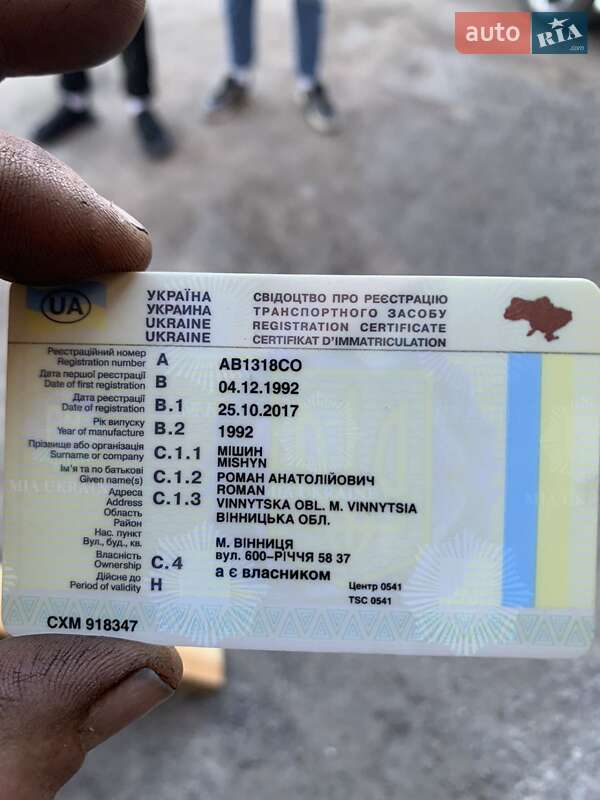 auto RIA .com
UA
УКРАЇНА
УКРАИНА
UKRAINE
UKRAINE
СВІДОЦТВО ПРО РЕЄСТРАЦІЮ
ТРАНСПОРТНОГО ЗАСОБУ
REGISTRATION CERTIFICATE
CERTIFIKAT D'IMMATRICULATION
Реєстраційний номер
Registration number A AB1318CO
Дата першої реєстрації
Date of first registration B 04.12.1992
Дата реєстрації
Date of registration B.1 25.10.2017
Рік випуску
Year of manufacture B.2 1992
Прізвище або організація C.1.1 МІШИН
Surname or company MISHYN
Ім'я та по батькові C.1.2 РОМАН АНАТОЛІЙОВИЧ
Given name(s) ROMAN
Адреса C.1.3 VINNYTSKA OBL. M. VINNYTSIA
Address
Область ВІННИЦЬКА ОБЛ.
Район
Нас. пункт М. ВІННИЦЯ
Вул., буд., кв. вул. 600-РІЧЧЯ 58 37
Власність
Ownership C.4 а є власником
Дійсне до
Period of validity H
Центр 0541
TSC 0541
СХМ 918347